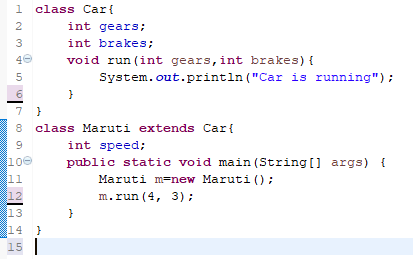 1 class Car{
2     int gears;
3     int brakes;
4     void run(int gears,int brakes){
5         System.out.println("Car is running");
6     }
7 }
8 class Maruti extends Car{
9     int speed;
10     public static void main(String[] args) {
11         Maruti m=new Maruti();
12         m.run(4, 3);
13     }
14 }
15